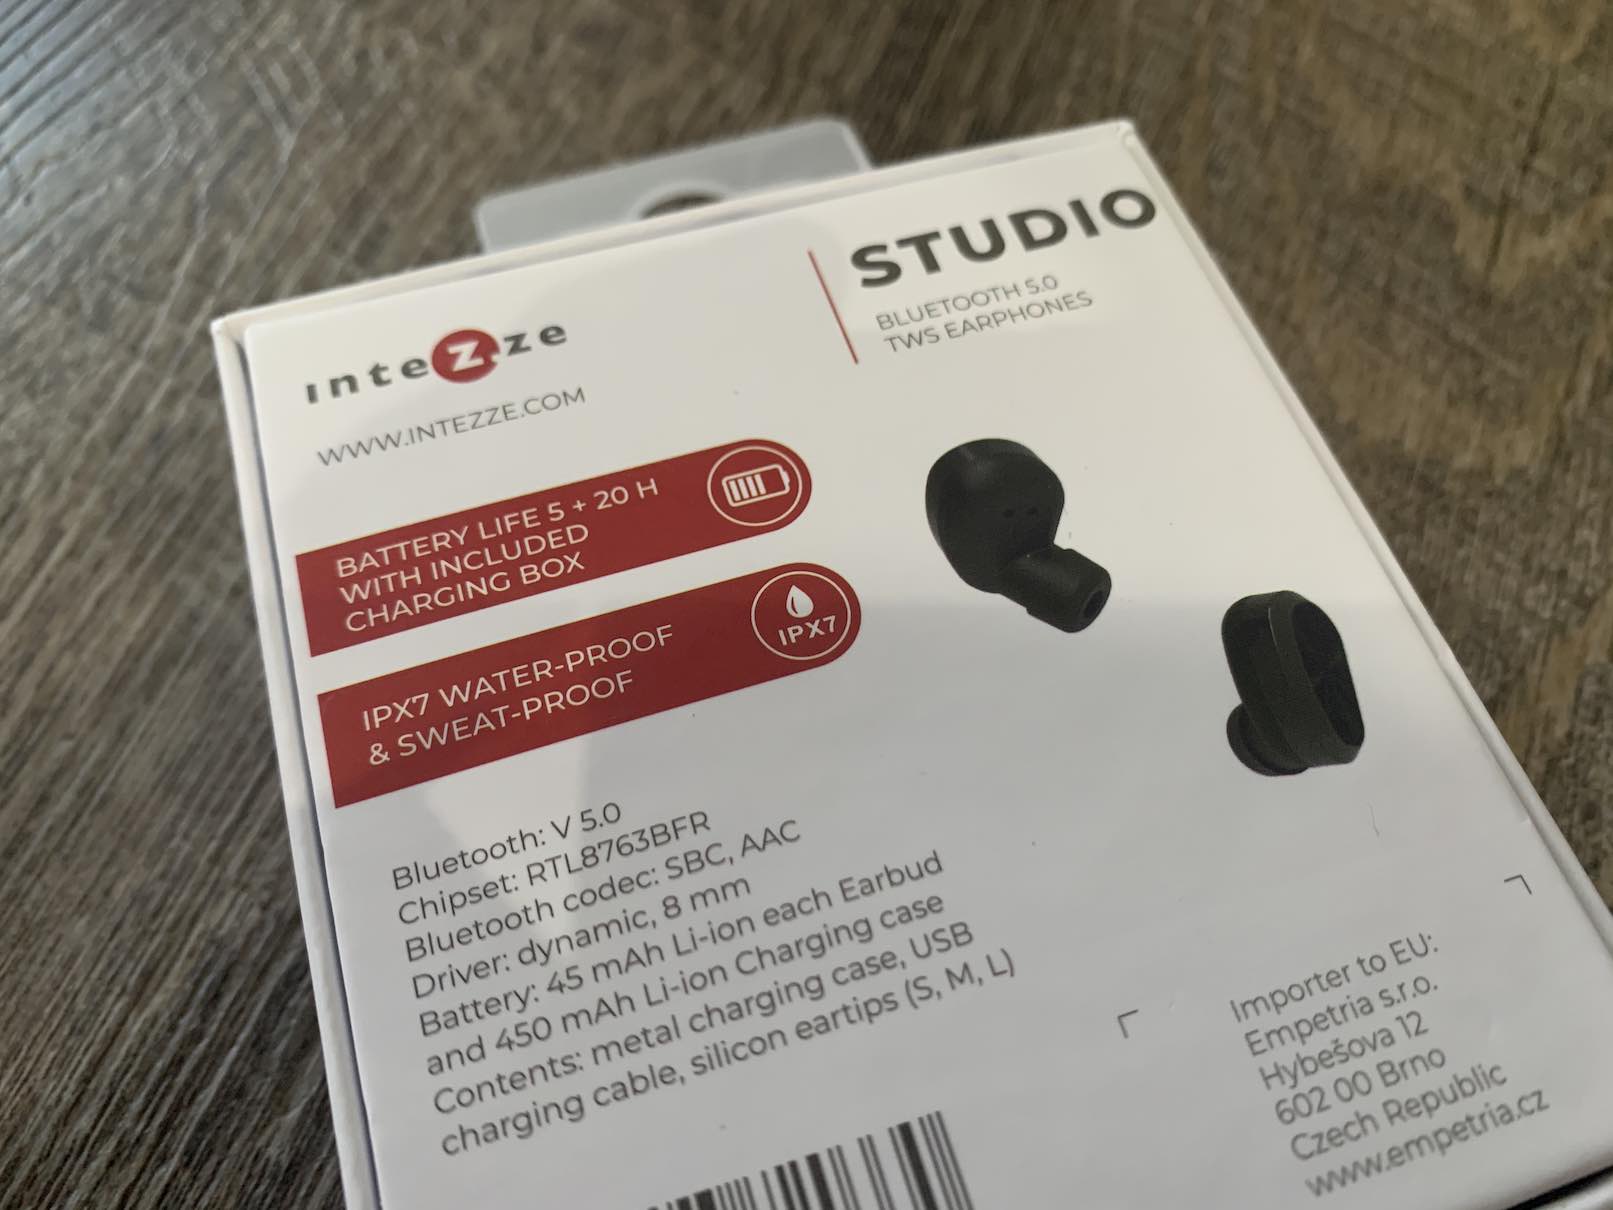 inteZze
WWW.INTEZZE.COM
STUDIO
BLUETOOTH 5.0
TWS EARPHONES
BATTERY LIFE 5 + 20 H
WITH INCLUDED
CHARGING BOX
IPX7 WATER-PROOF
& SWEAT-PROOF
IPX7
Bluetooth: V 5.0
Chipset: RTL8763BFR
Bluetooth codec: SBC, AAC
Driver: dynamic, 8 mm
Battery: 45 mAh Li-ion each Earbud
and 450 mAh Li-ion Charging case
Contents: metal charging case, USB
charging cable, silicon eartips (S, M, L)
Importer to EU:
Empetria s.r.o.
Hybešova 12
602 00 Brno
Czech Republic
www.empetria.cz